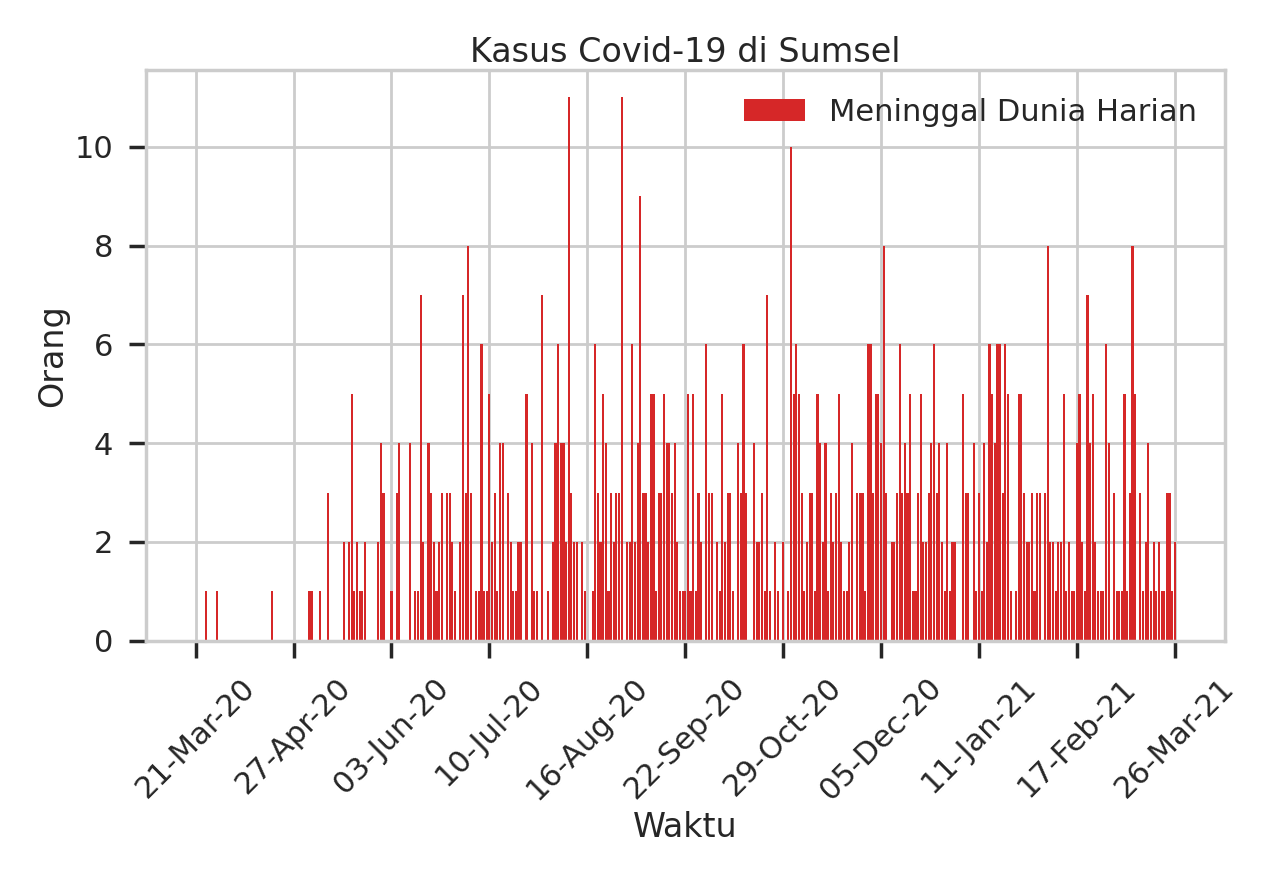 Kasus Covid-19 di Sumsel
Meninggal Dunia Harian
Orang
10
8
6
4
2
0
21-Mar-20
27-Apr-20
03-Jun-20
10-Jul-20
16-Aug-20
22-Sep-20
29-Oct-20
05-Dec-20
11-Jan-21
17-Feb-21
26-Mar-21
Waktu